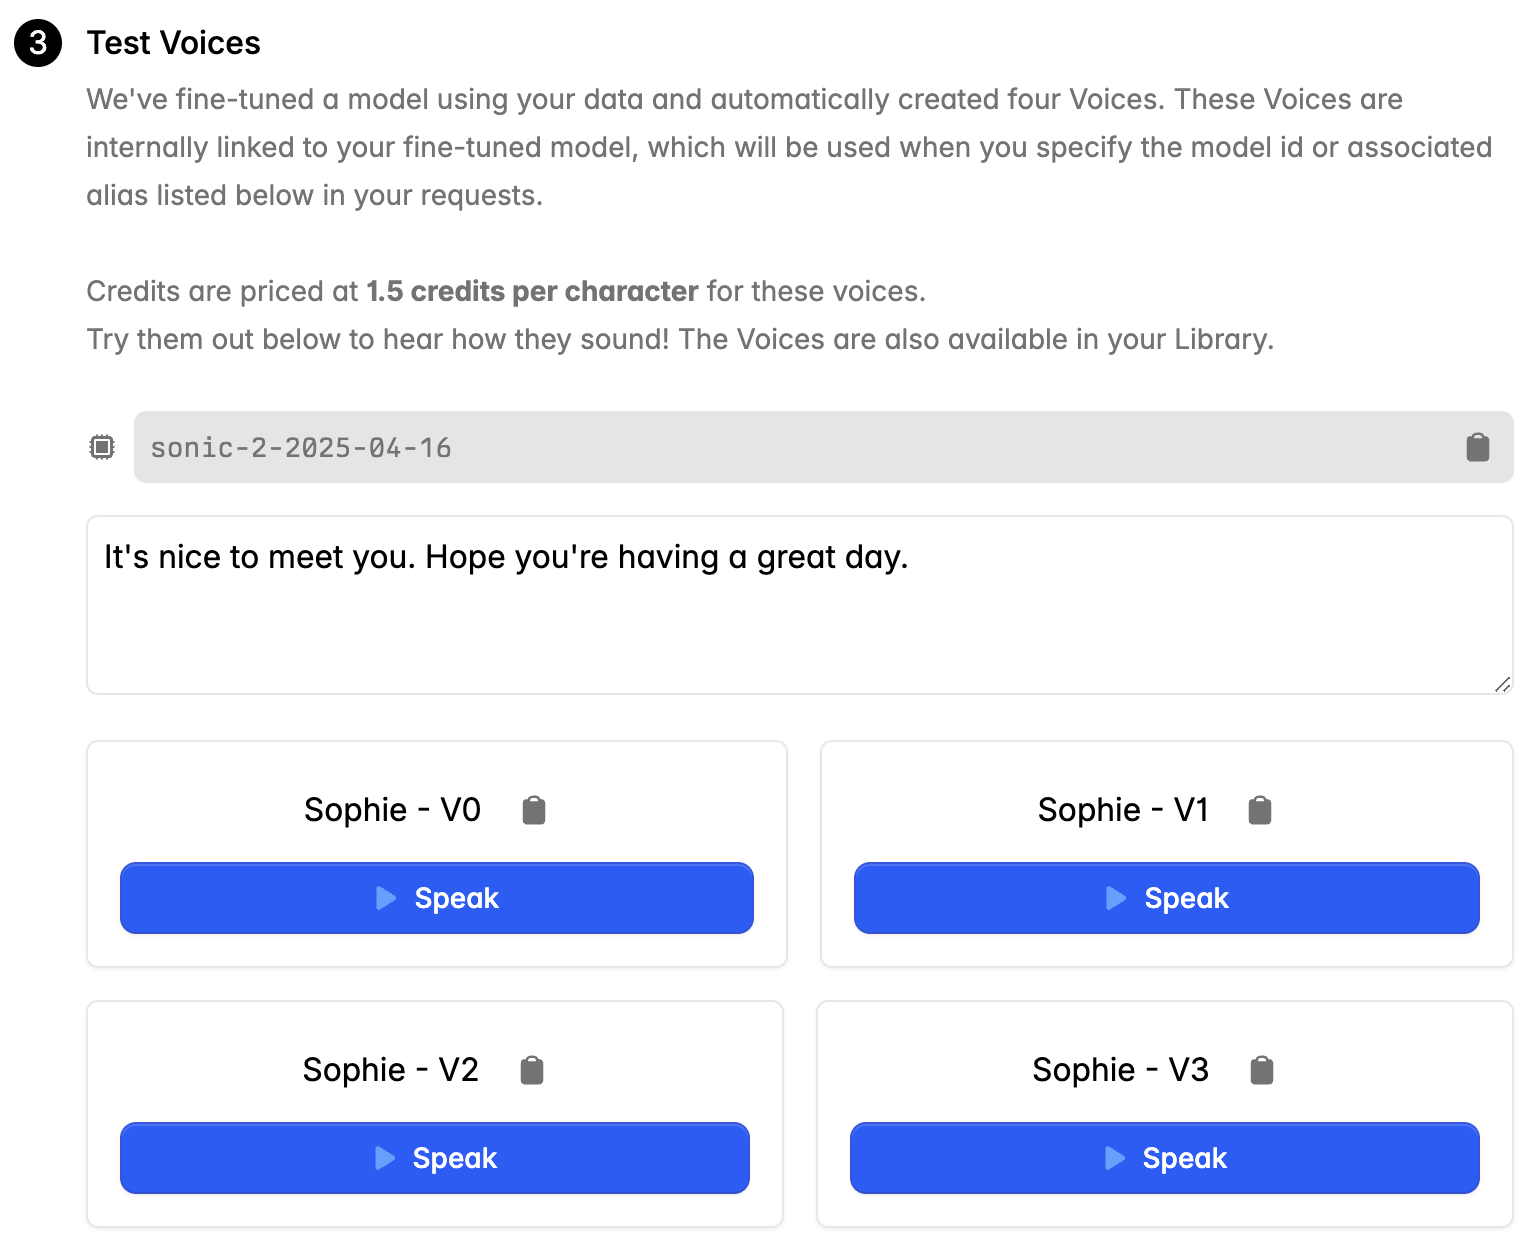 3 Test Voices
We've fine-tuned a model using your data and automatically created four Voices. These Voices are
internally linked to your fine-tuned model, which will be used when you specify the model id or associated
alias listed below in your requests.
Credits are priced at 1.5 credits per character for these voices.
Try them out below to hear how they sound! The Voices are also available in your Library.
sonic-2-2025-04-16
It's nice to meet you. Hope you're having a great day.
Sophie - V0
Speak
Sophie - V1
Speak
Sophie - V2
Speak
Sophie - V3
Speak